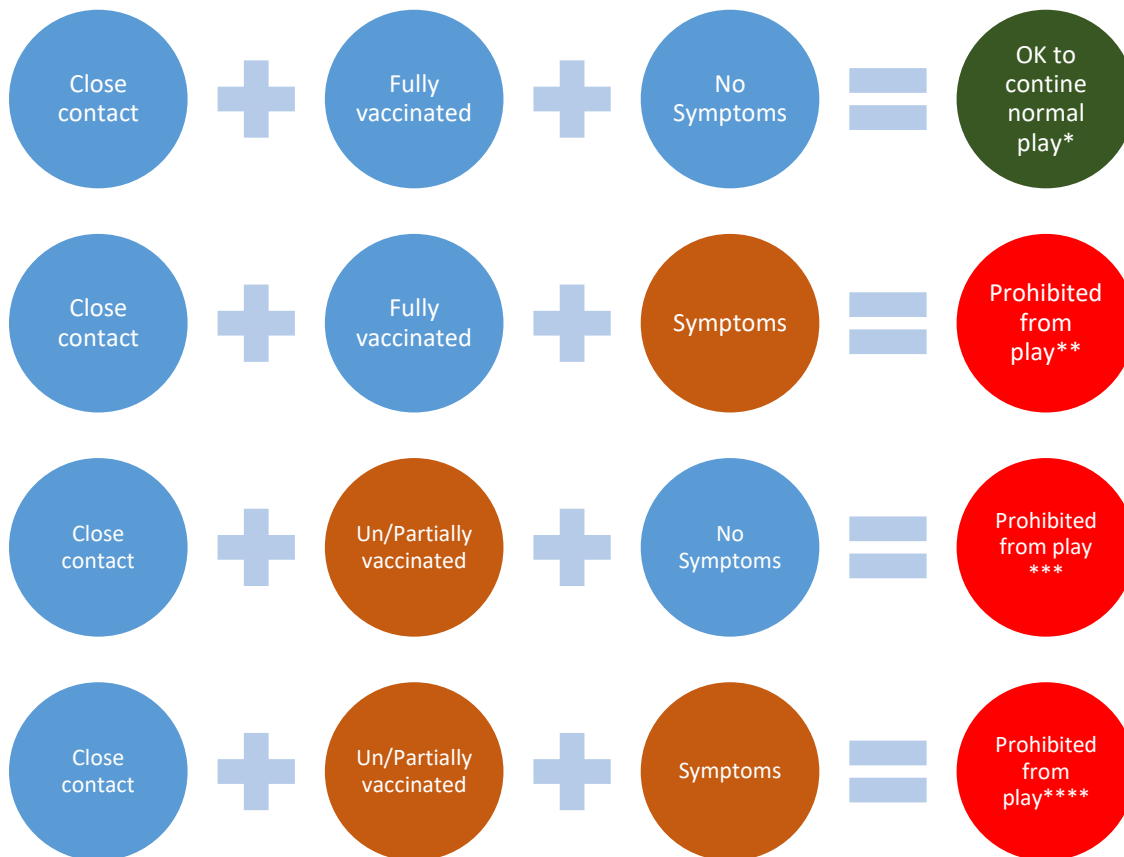 Close
contact
Fully
vaccinated
No
Symptoms
OK to
contine
normal
play*
Close
contact
Fully
vaccinated
Symptoms
Prohibited
from
play**
Close
contact
Un/Partially
vaccinated
No
Symptoms
Prohibited
from play
***
Close
contact
Un/Partially
vaccinated
Symptoms
Prohibited
from
play****